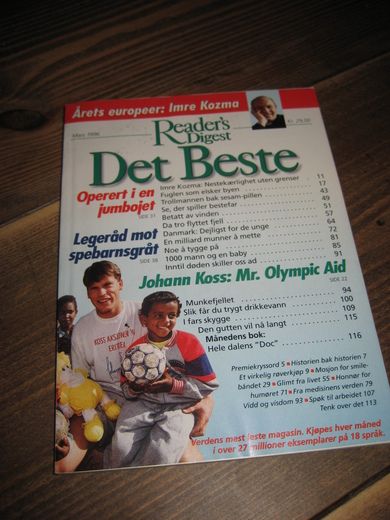 Årets europeer: Imre Kozma
Mars 1996
Kr. 29,50
Reader's
Digest
Det Beste
Operert i en
jumbojet
SIDE 31
Legeråd mot
spebarnsgråt
SIDE 38
Imre Kozma: Nestekjærlighet uten grenser 11
Fuglen som elsker byen 17
Trollmannen bak sesam-pillen 43
Se, der spiller bestefar 49
Betatt av vinden 51
Da tro flyttet fjell 57
Danmark: Dejligst for de unge 64
En milliard munner å mette 72
Noe å tygge på 81
1000 mann og en baby 85
Inntil døden skiller oss ad 91
Johann Koss: Mr. Olympic Aid
SIDE 22
Munkefjellet 94
Slik får du trygt drikkevann 100
I fars skygge 109
Den gutten vil nå langt 115
Månedens bok:
Hele dalens "Doc" 116
KOSS AKSJONER
ERITREA
Premiekryssord 5 Historien bak historien 7
Et virkelig røverkjøp 9 Mosjon for smile-
båndet 29 Glimt fra livet 55 Honnør for
humøret 71 Fra medisinens verden 79
Vidd og visdom 93 Spøk til arbeidet 107
Tenk over det 113
Verdens mest leste magasin. Kjøpes hver måned
i over 27 millioner eksemplarer på 18 språk.